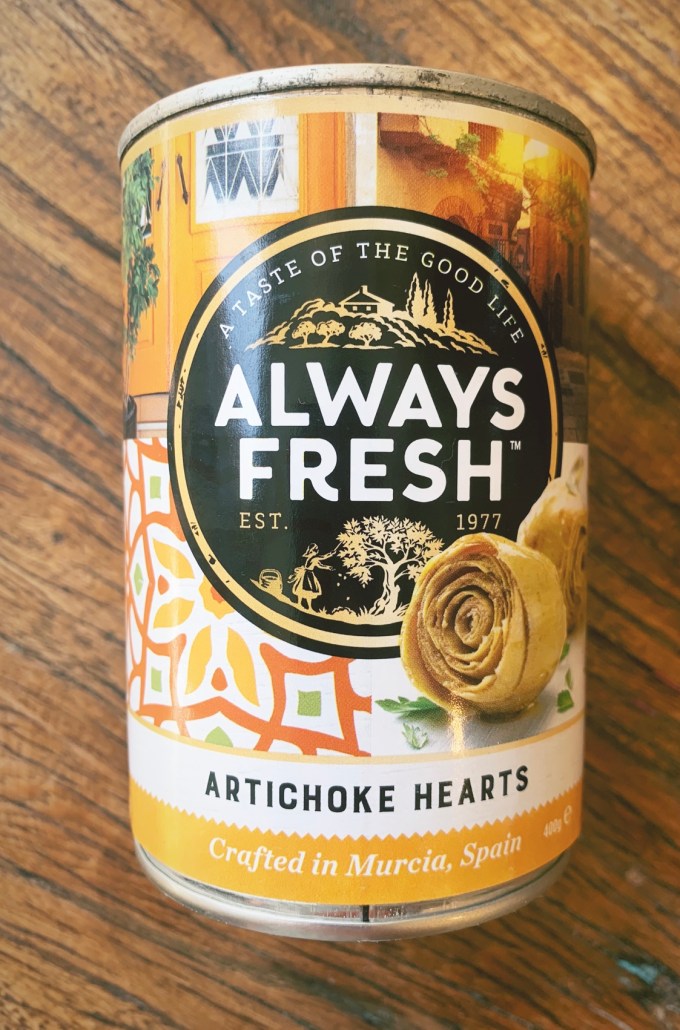 A TASTE OF THE GOOD LIFE
ALWAYS
FRESH™
EST. 1977
ARTICHOKE HEARTS
Crafted in Murcia, Spain
400g ℮